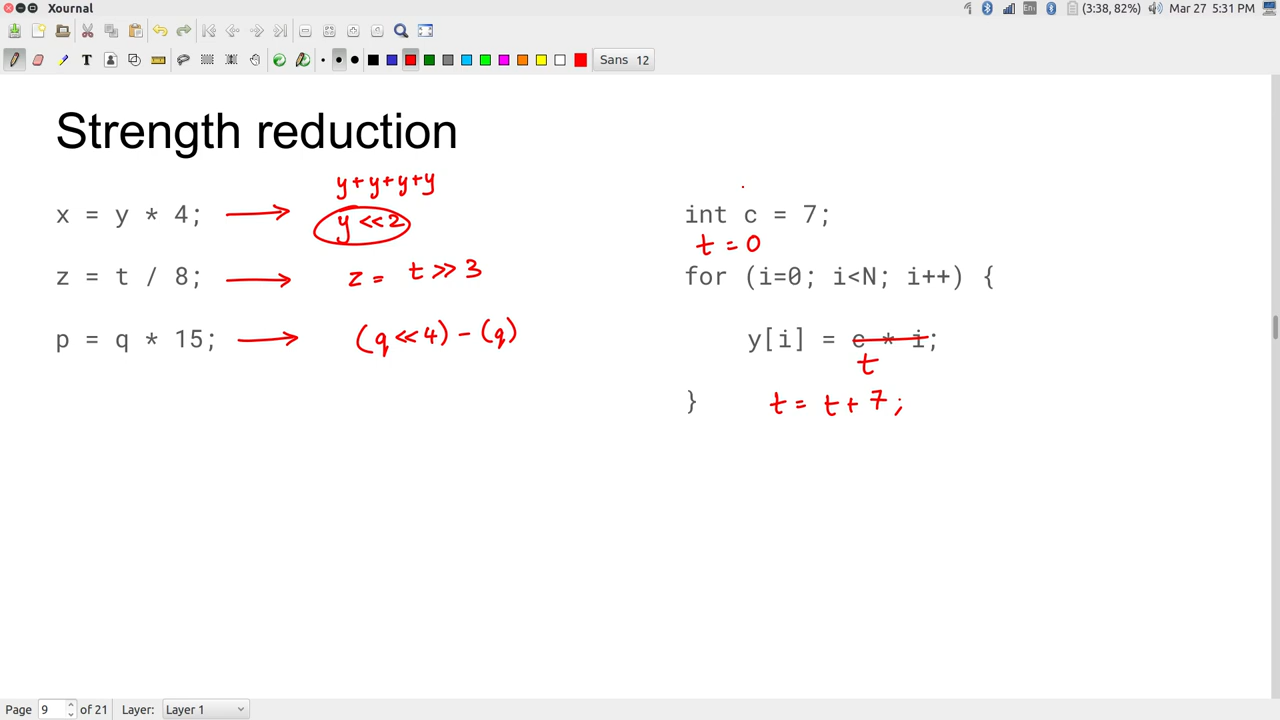 Xournal
En
(3:38, 82%)
Mar 27 5:31 PM
T
Sans 12
Strength reduction
y+y+y+y
x = y * 4;
y<<2
z = t / 8;
z = t >> 3
p = q * 15;
(q<<4) - (q)
int c = 7;
t = 0
for (i=0; i<N; i++) {
y[i] = c * i;
t
}
t = t + 7;
Page 9 of 21 Layer: Layer 1